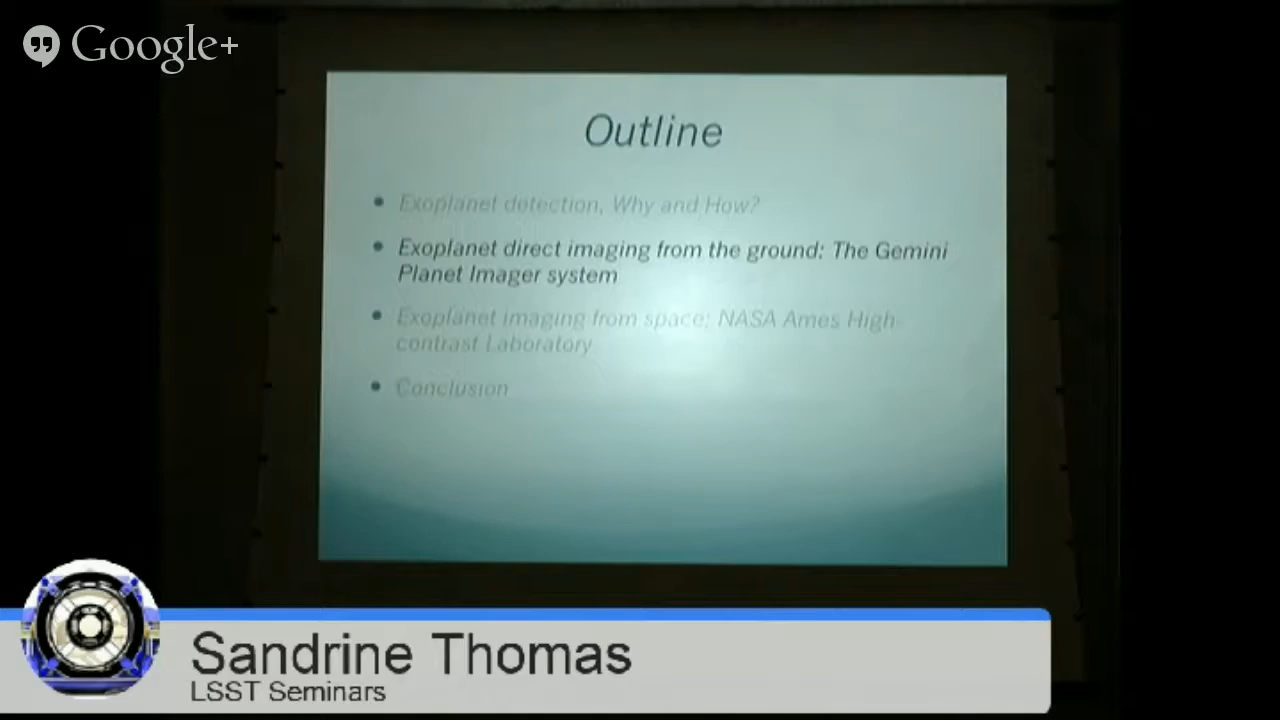 Google+
Outline
Exoplanet detection, Why and How?
Exoplanet direct imaging from the ground: The Gemini
Planet Imager system
Exoplanet imaging from space: NASA Ames High-
contrast Laboratory
Conclusion
Sandrine Thomas
LSST Seminars